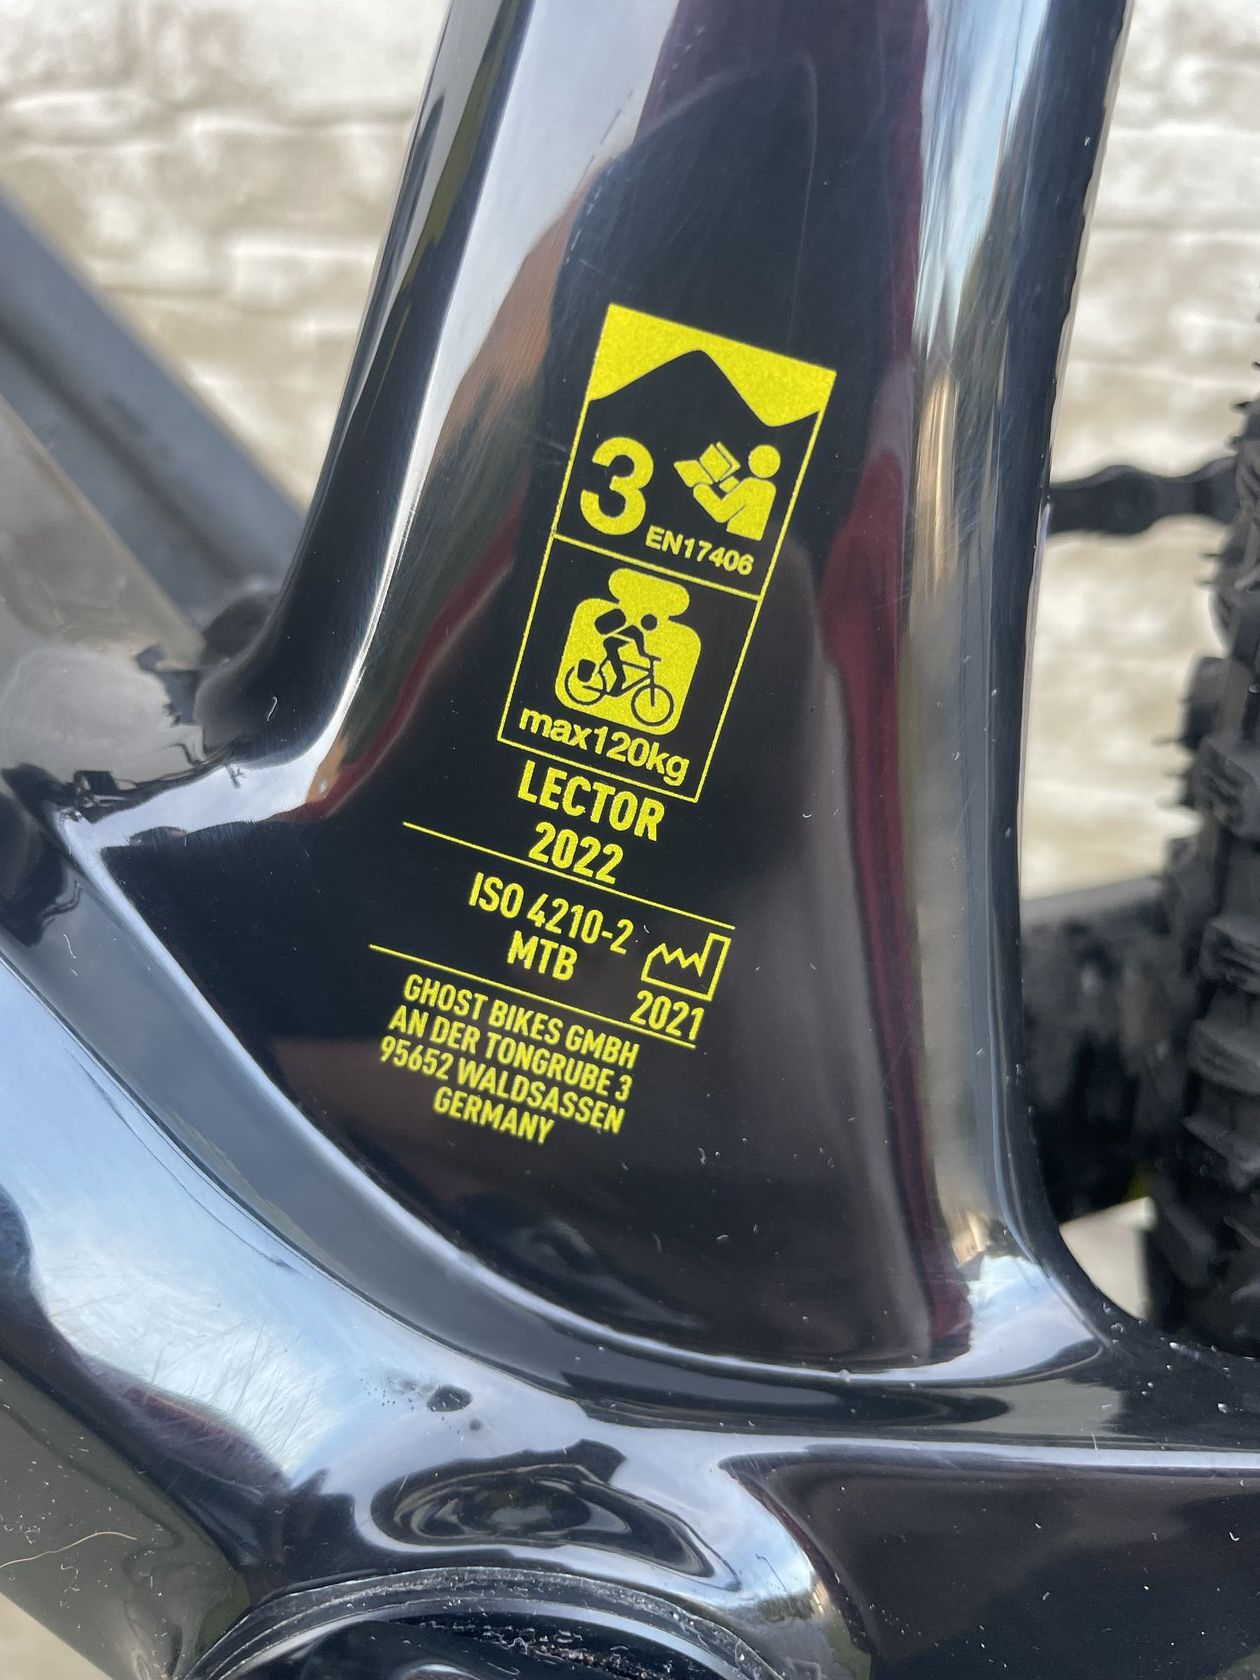 3
EN17406
max120kg
LECTOR
2022
ISO 4210-2
MTB
2021
GHOST BIKES GMBH
AN DER TONGRUBE 3
95652 WALDSASSEN
GERMANY